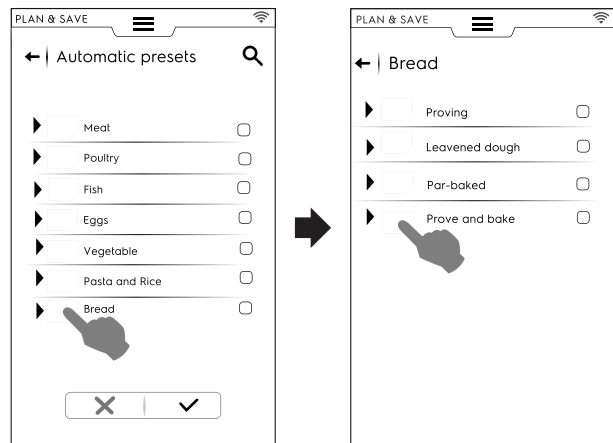 PLAN & SAVE
Automatic presets
Meat
Poultry
Fish
Eggs
Vegetable
Pasta and Rice
Bread
PLAN & SAVE
Bread
Proving
Leavened dough
Par-baked
Prove and bake